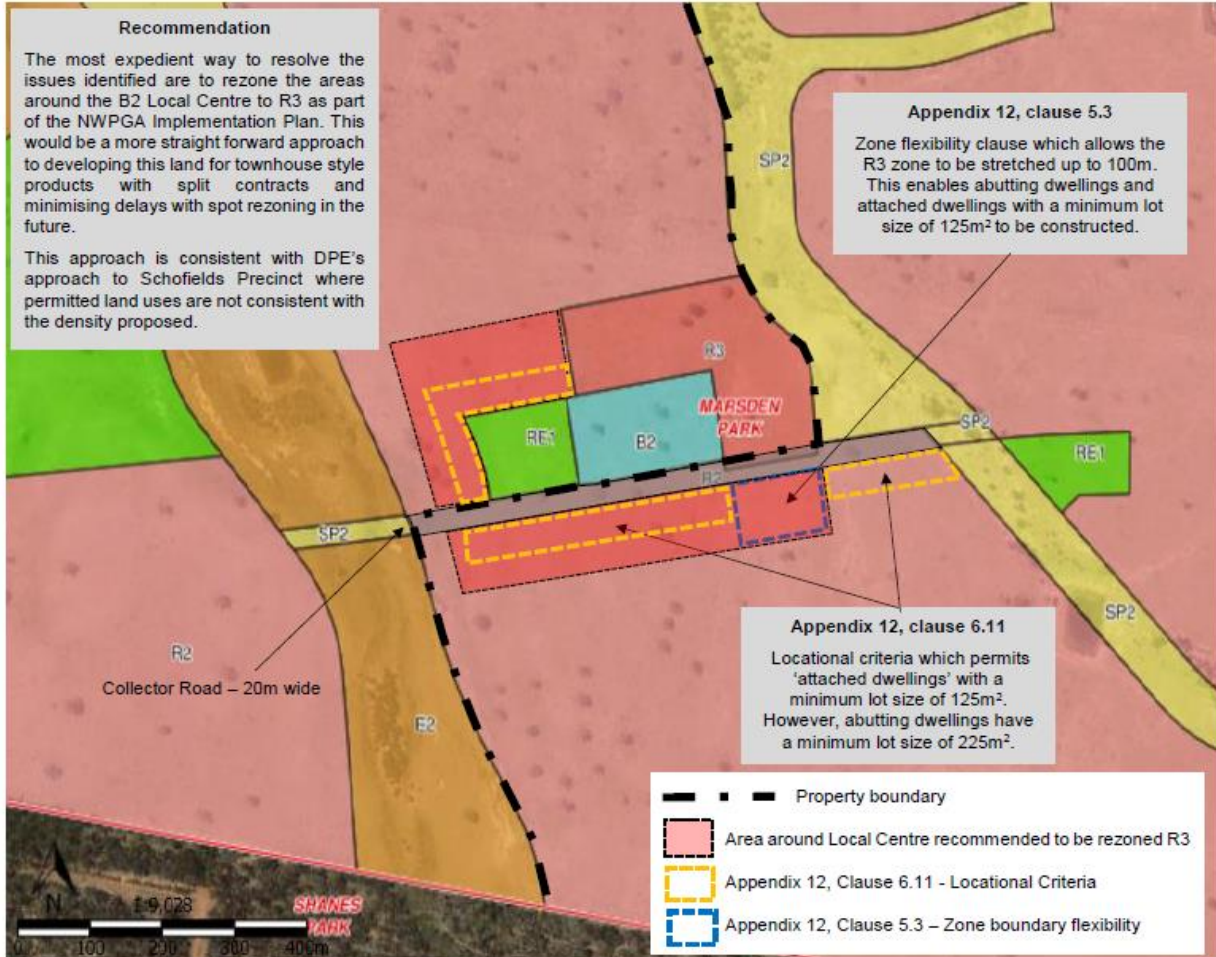 Recommendation
The most expedient way to resolve the
issues identified are to rezone the areas
around the B2 Local Centre to R3 as part
of the NWPGA Implementation Plan. This
would be a more straight forward approach
to developing this land for townhouse style
products with split contracts and
minimising delays with spot rezoning in the
future.
This approach is consistent with DPE's
approach to Schofields Precinct where
permitted land uses are not consistent with
the density proposed.
SP2
Appendix 12, clause 5.3
Zone flexibility clause which allows the
R3 zone to be stretched up to 100m.
This enables abutting dwellings and
attached dwellings with a minimum lot
size of 125m² to be constructed.
R3
MARSDEN
PARK
RE1
B2
SP2
RE1
R2
SP2
SP2
R2
Collector Road – 20m wide
E2
Appendix 12, clause 6.11
Locational criteria which permits
'attached dwellings' with a
minimum lot size of 125m².
However, abutting dwellings have
a minimum lot size of 225m².
Property boundary
Area around Local Centre recommended to be rezoned R3
Appendix 12, Clause 6.11 - Locational Criteria
Appendix 12, Clause 5.3 – Zone boundary flexibility
N
1:9,028
SHANES
PARK
0 100 200 300 400m